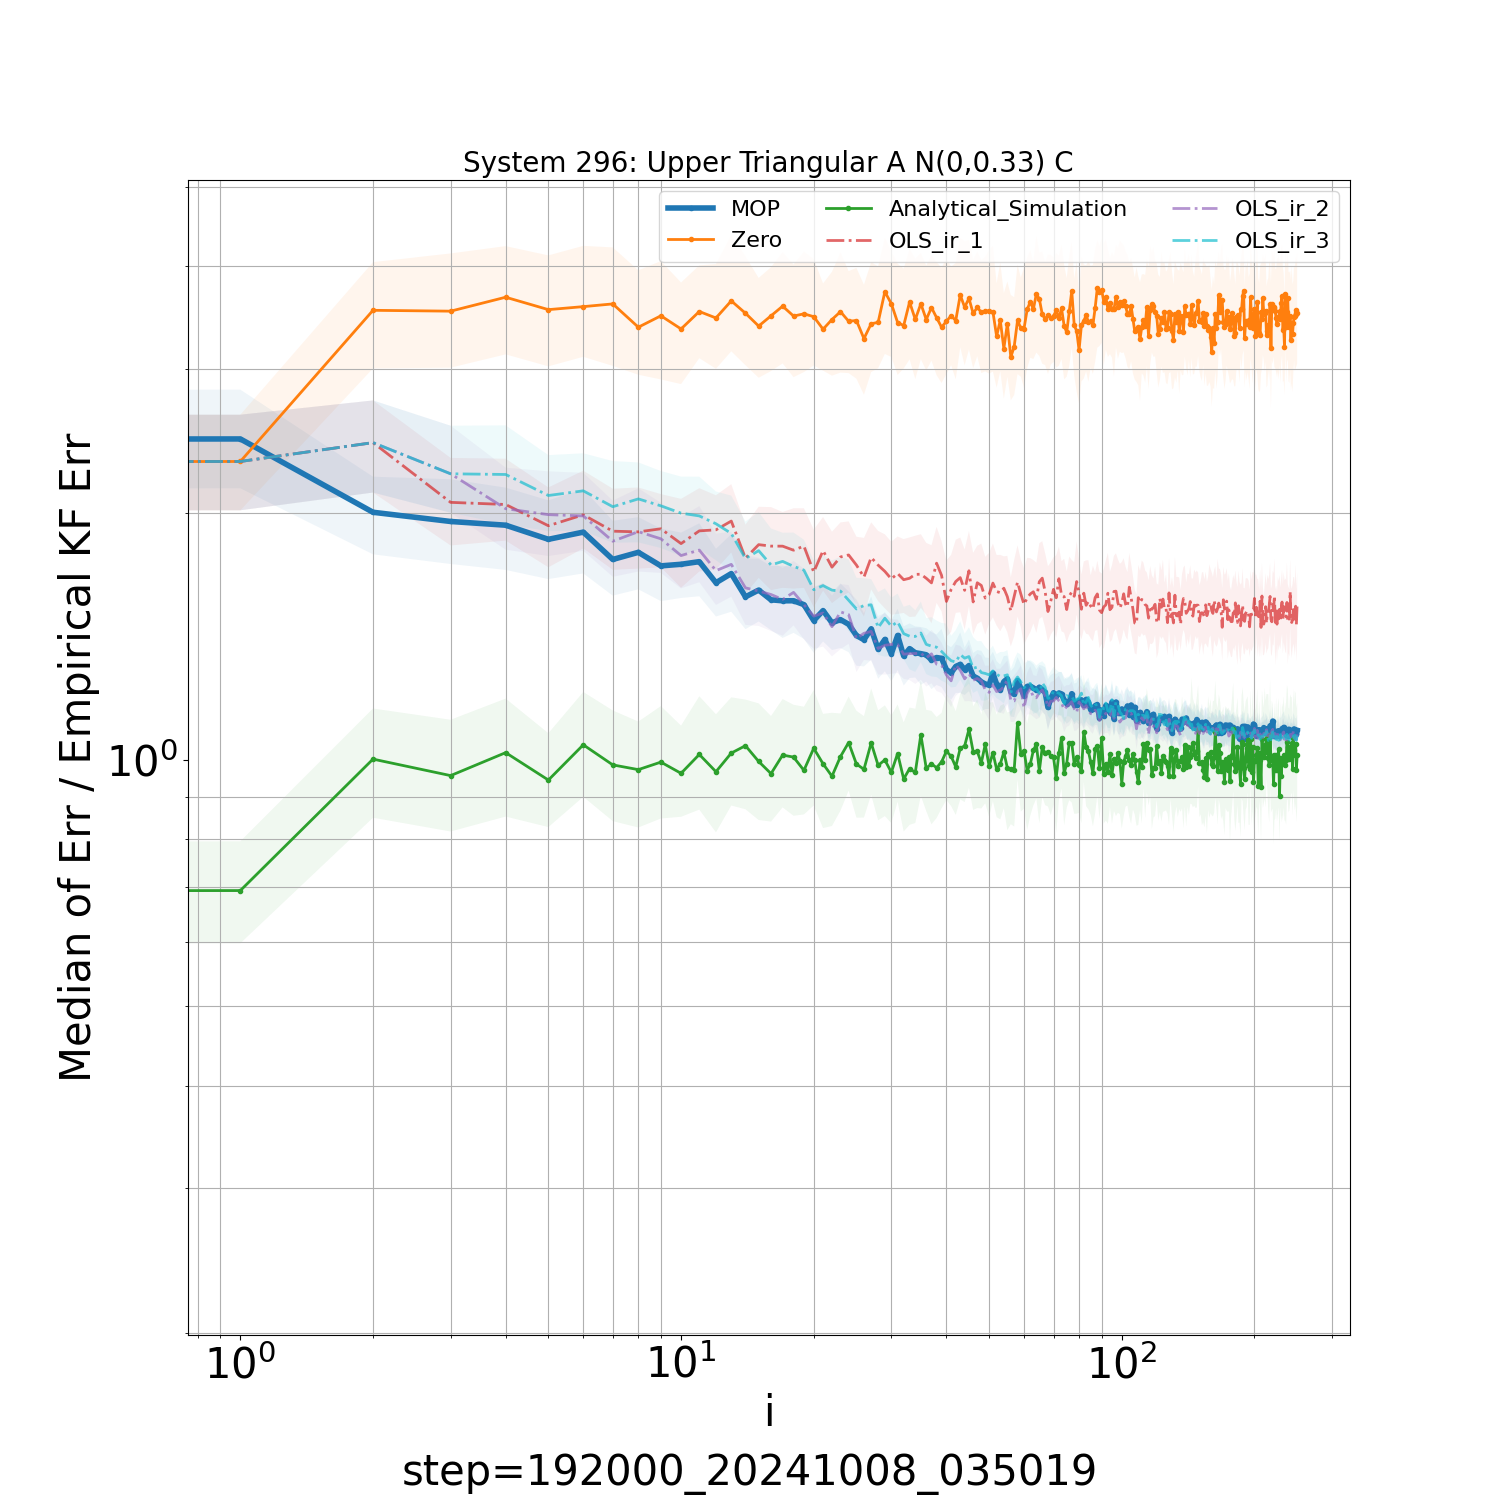 System 296: Upper Triangular A N(0,0.33) C
MOP
Zero
Analytical_Simulation
OLS_ir_1
OLS_ir_2
OLS_ir_3
Median of Err / Empirical KF Err
10⁰
10⁰ 10¹ 10²
i
step=192000_20241008_035019